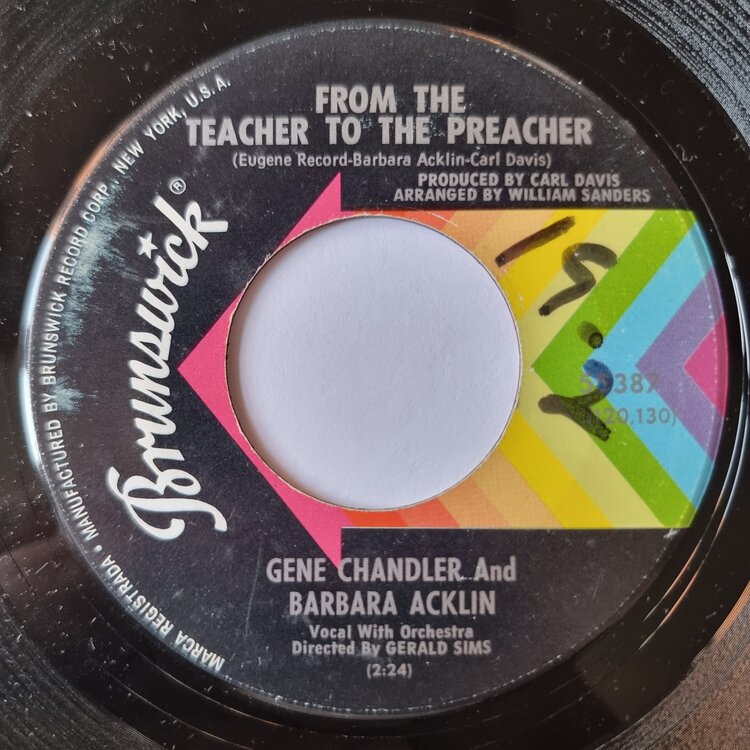 FROM THE
TEACHER TO THE PREACHER
(Eugene Record-Barbara Acklin-Carl Davis)
PRODUCED BY CARL DAVIS
ARRANGED BY WILLIAM SANDERS
Brunswick®
MARCA REGISTRADA • MANUFACTURED BY BRUNSWICK RECORD CORP., NEW YORK, U.S.A.
55387
GENE CHANDLER And
BARBARA ACKLIN
Vocal With Orchestra
Directed By GERALD SIMS
(2:24)